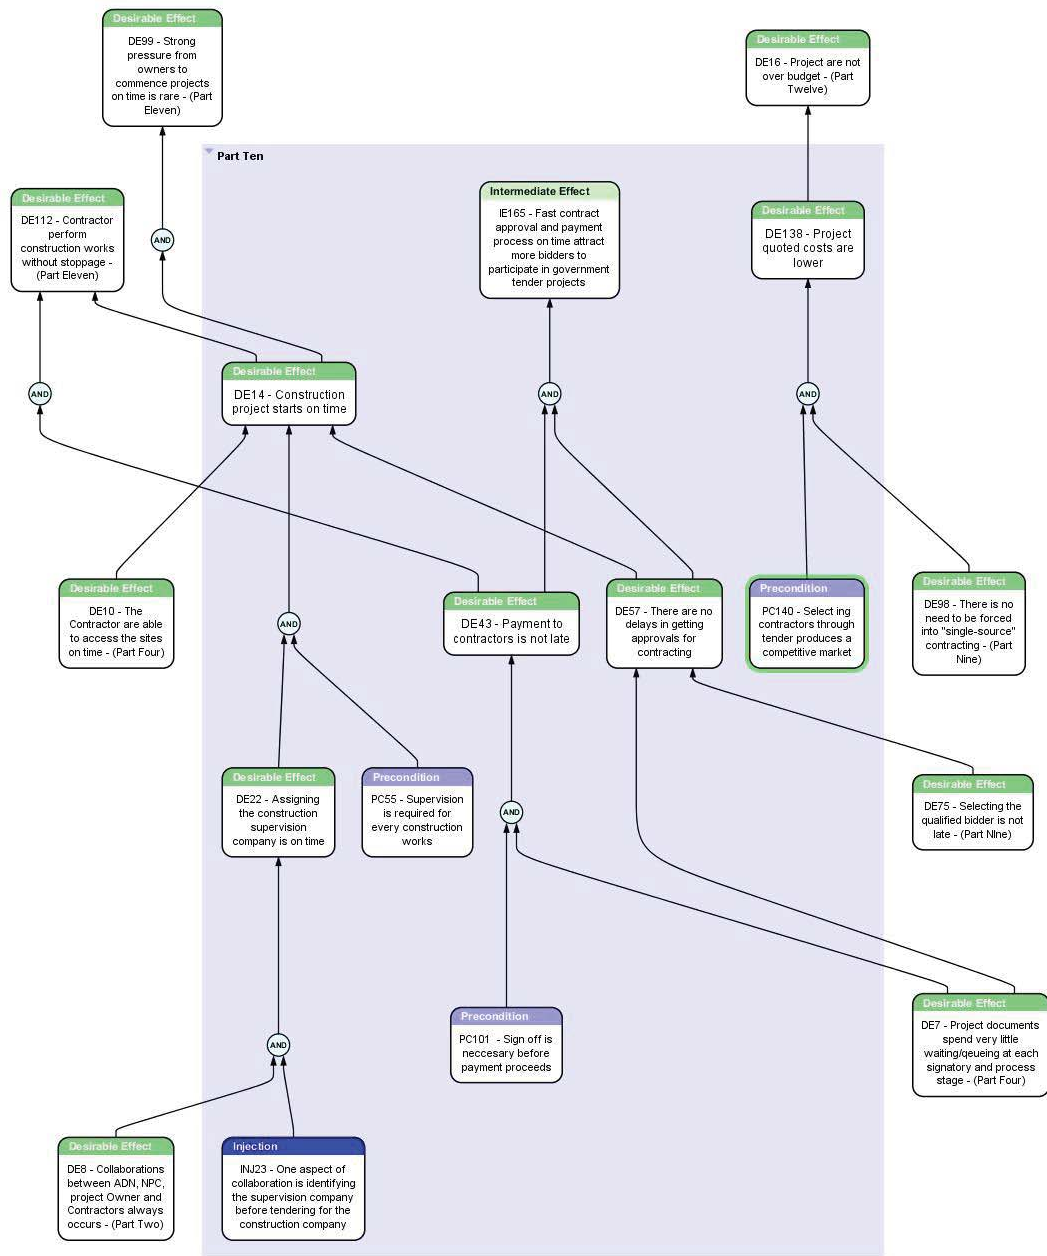 Desirable Effect
DE99 - Strong
pressure from
owners to
commence projects
on time is rare - (Part
Eleven)
Desirable Effect
DE16 - Project are not
over budget - (Part
Twelve)
Part Ten
Desirable Effect
DE112 - Contractor
perform
construction works
without stoppage -
(Part Eleven)
Intermediate Effect
IE165 - Fast contract
approval and payment
process on time attract
more bidders to
participate in government
tender projects
Desirable Effect
DE138 - Project
quoted costs are
lower
AND
Desirable Effect
DE14 - Construction
project starts on time
AND
AND
AND
Desirable Effect
DE10 - The
Contractor are able
to access the sites
on time - (Part Four)
AND
Desirable Effect
DE43 - Payment to
contractors is not late
Desirable Effect
DE57 - There are no
delays in getting
approvals for
contracting
Precondition
PC140 - Select ing
contractors through
tender produces a
competitive market
Desirable Effect
DE98 - There is no
need to be forced
into "single-source"
contracting - (Part
Nine)
Desirable Effect
DE22 - Assigning
the construction
supervision
company is on time
Precondition
PC55 - Supervision
is required for
every construction
works
AND
Desirable Effect
DE75 - Selecting the
qualified bidder is not
late - (Part NIne)
Precondition
PC101 - Sign off is
neccesary before
payment proceeds
Desirable Effect
DE7 - Project documents
spend very little
waiting/qeueing at each
signatory and process
stage - (Part Four)
AND
Desirable Effect
DE8 - Collaborations
between ADN, NPC,
project Owner and
Contractors always
occurs - (Part Two)
Injection
INJ23 - One aspect of
collaboration is identifying
the supervision company
before tendering for the
construction company